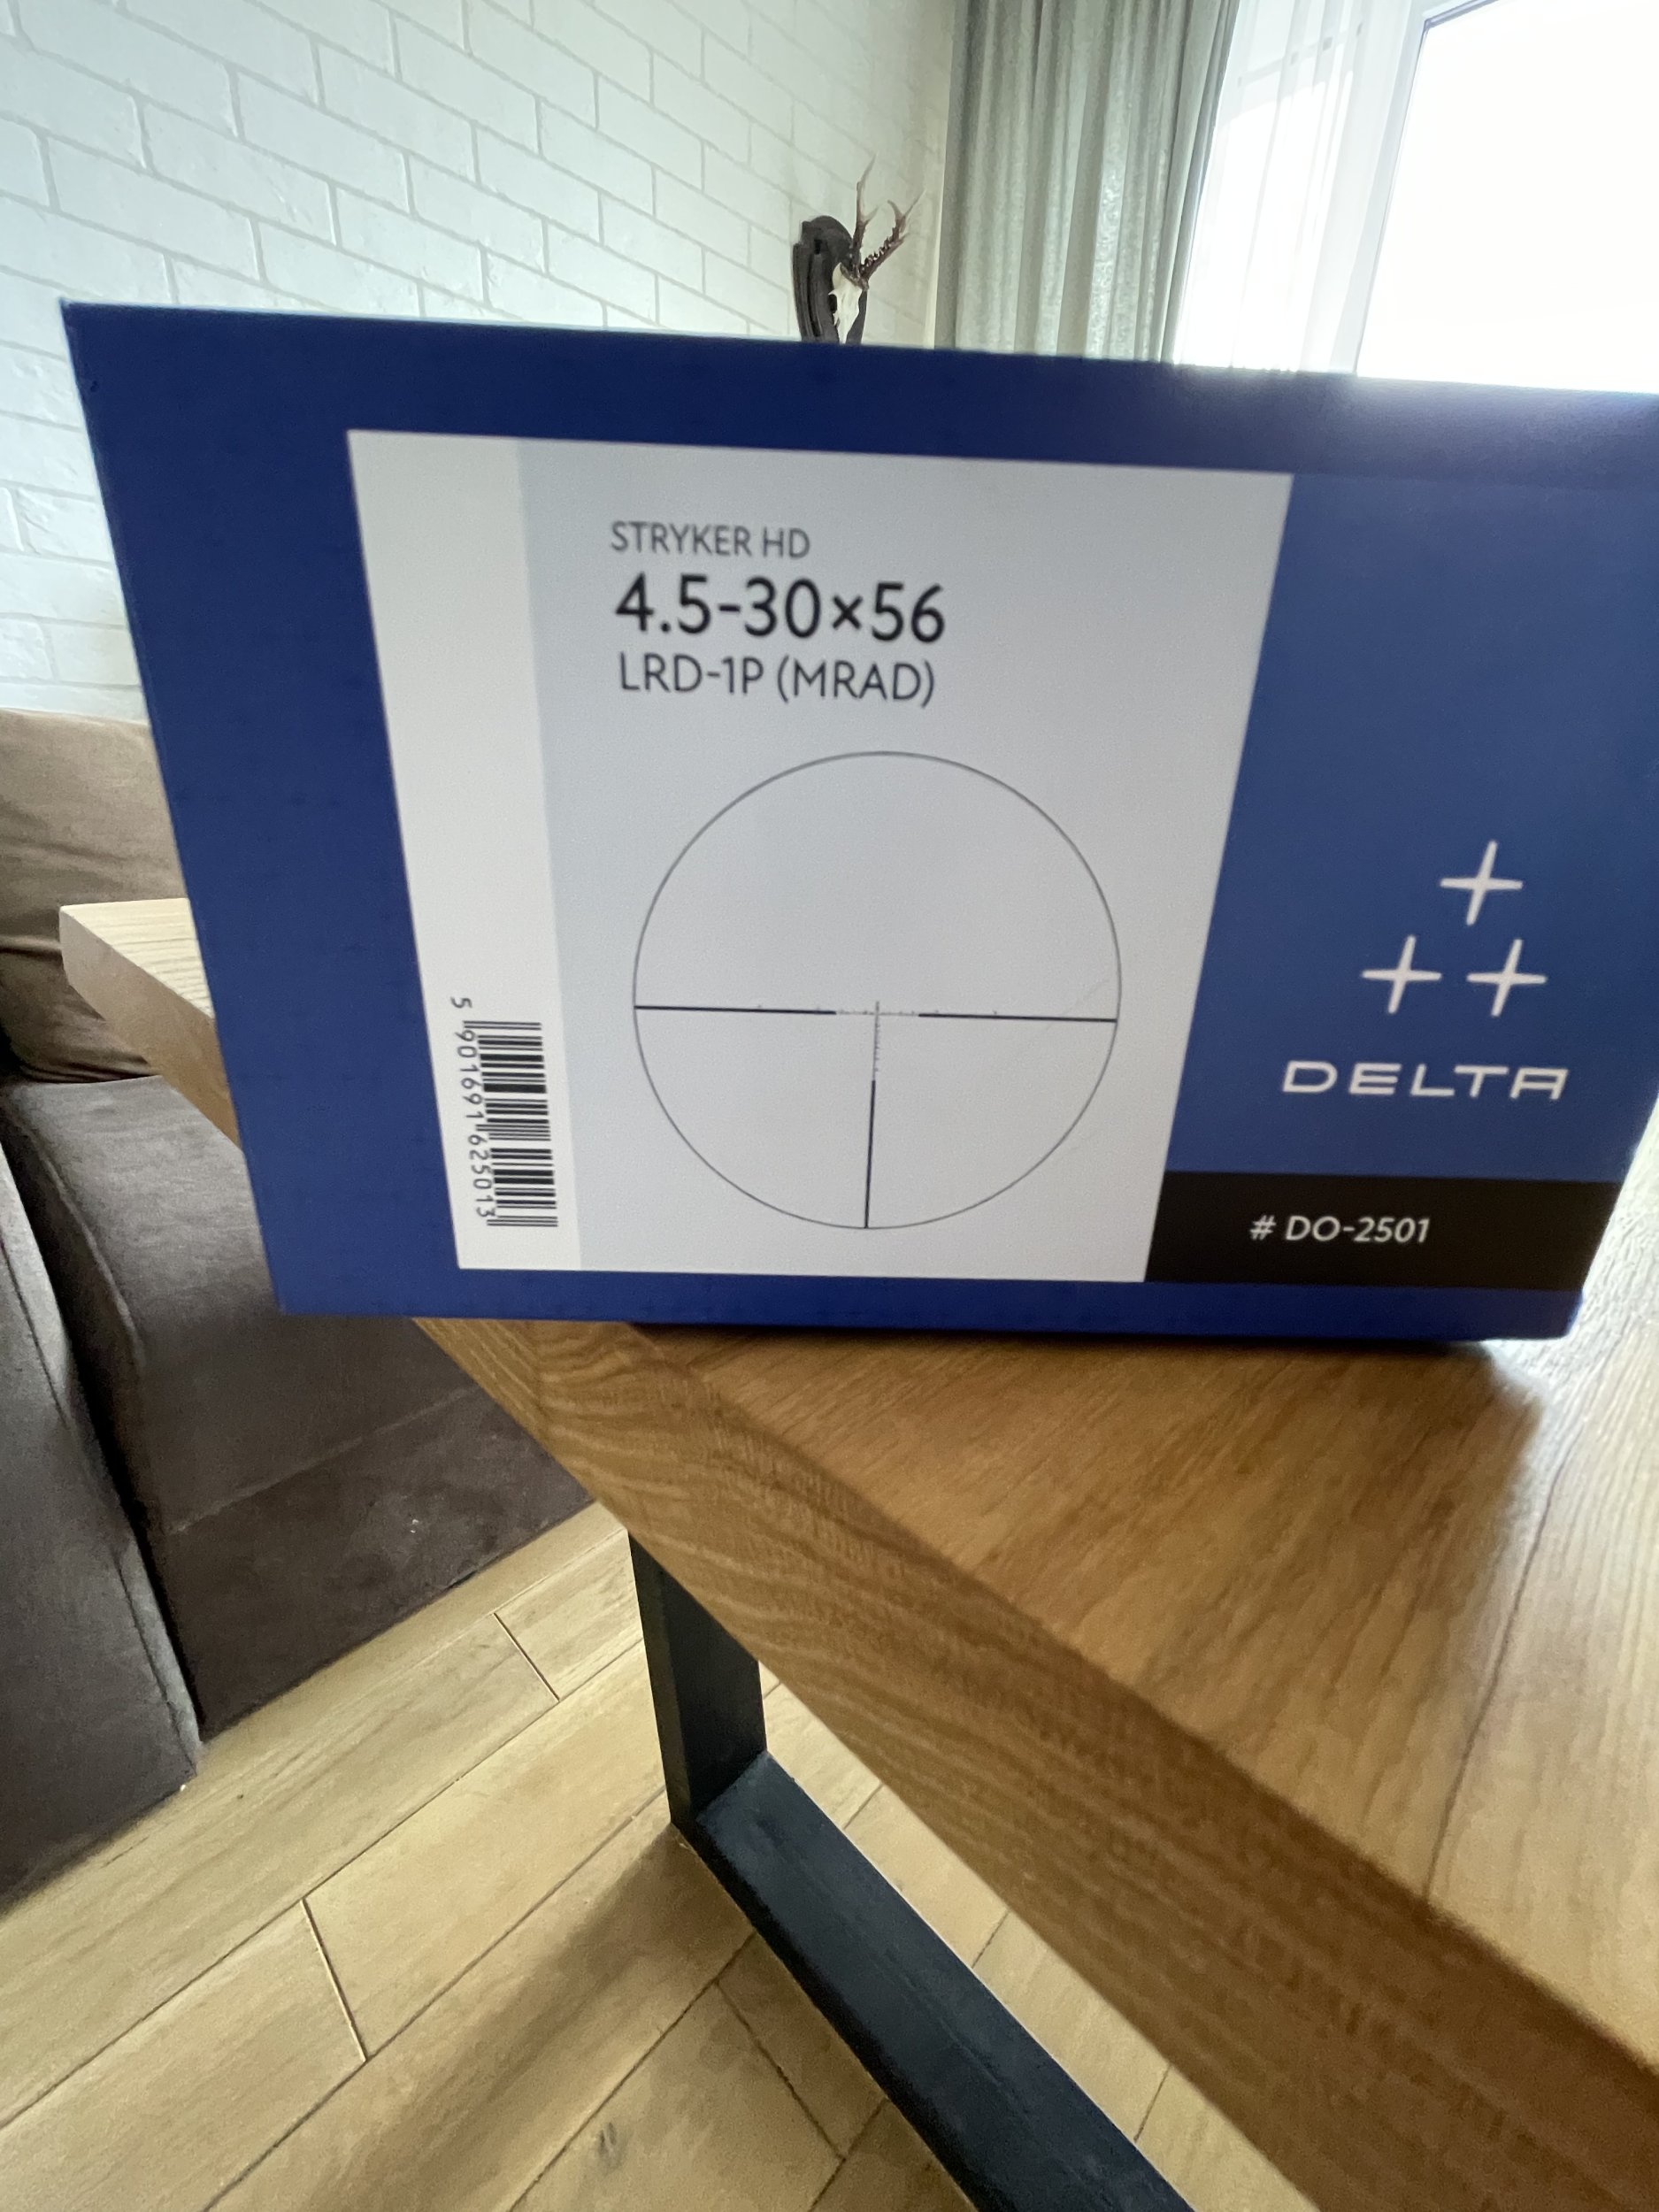 STRYKER HD
4.5-30×56
LRD-1P (MRAD)
5 901691 625013
DELTA
# DO-2501